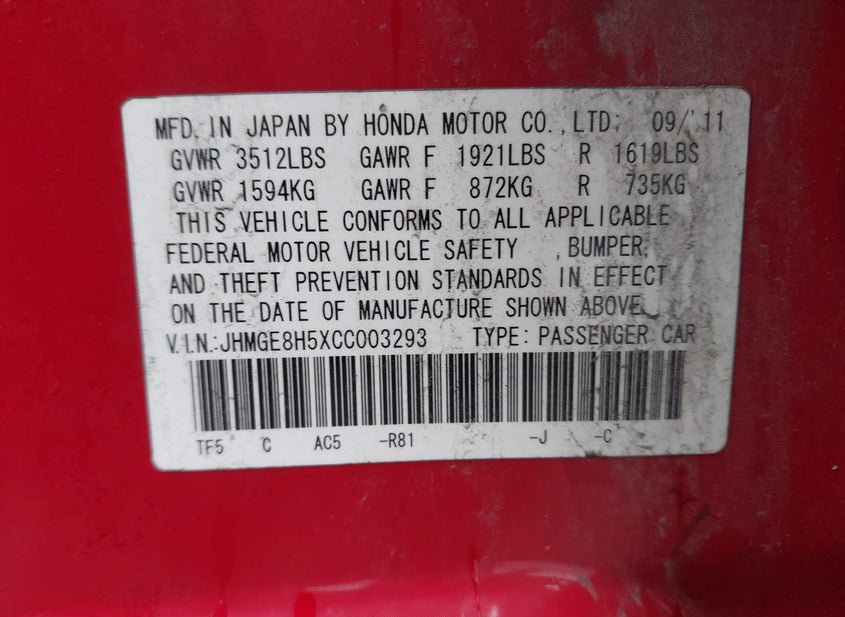 MFD. IN JAPAN BY HONDA MOTOR CO.,LTD. 09/'11
GVWR 3512LBS GAWR F 1921LBS R 1619LBS
GVWR 1594KG GAWR F 872KG R 735KG
THIS VEHICLE CONFORMS TO ALL APPLICABLE
FEDERAL MOTOR VEHICLE SAFETY ,BUMPER,
AND THEFT PREVENTION STANDARDS IN EFFECT
ON THE DATE OF MANUFACTURE SHOWN ABOVE.
V.I.N.:JHMGE8H5XCC003293 TYPE: PASSENGER CAR
TF5 C AC5 -R81 -J -C